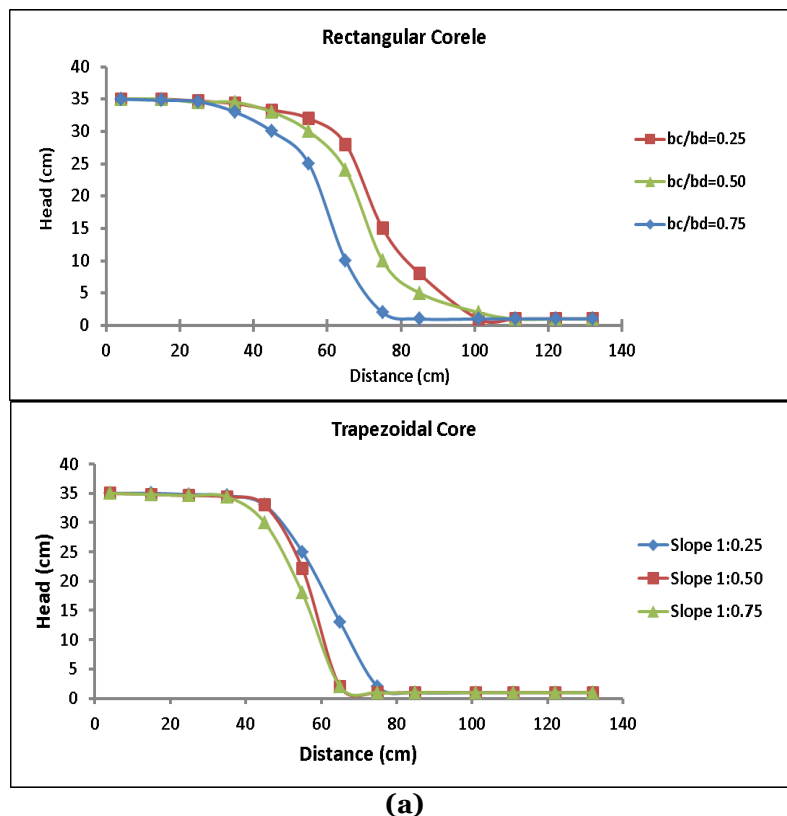 Rectangular Corele
40
35
30
25
20
15
10
5
0
Head (cm)
0 20 40 60 80 100 120 140
Distance (cm)
bc/bd=0.25
bc/bd=0.50
bc/bd=0.75
Trapezoidal Core
40
35
30
25
20
15
10
5
0
Head (cm)
0 20 40 60 80 100 120 140
Distance (cm)
Slope 1:0.25
Slope 1:0.50
Slope 1:0.75
(a)